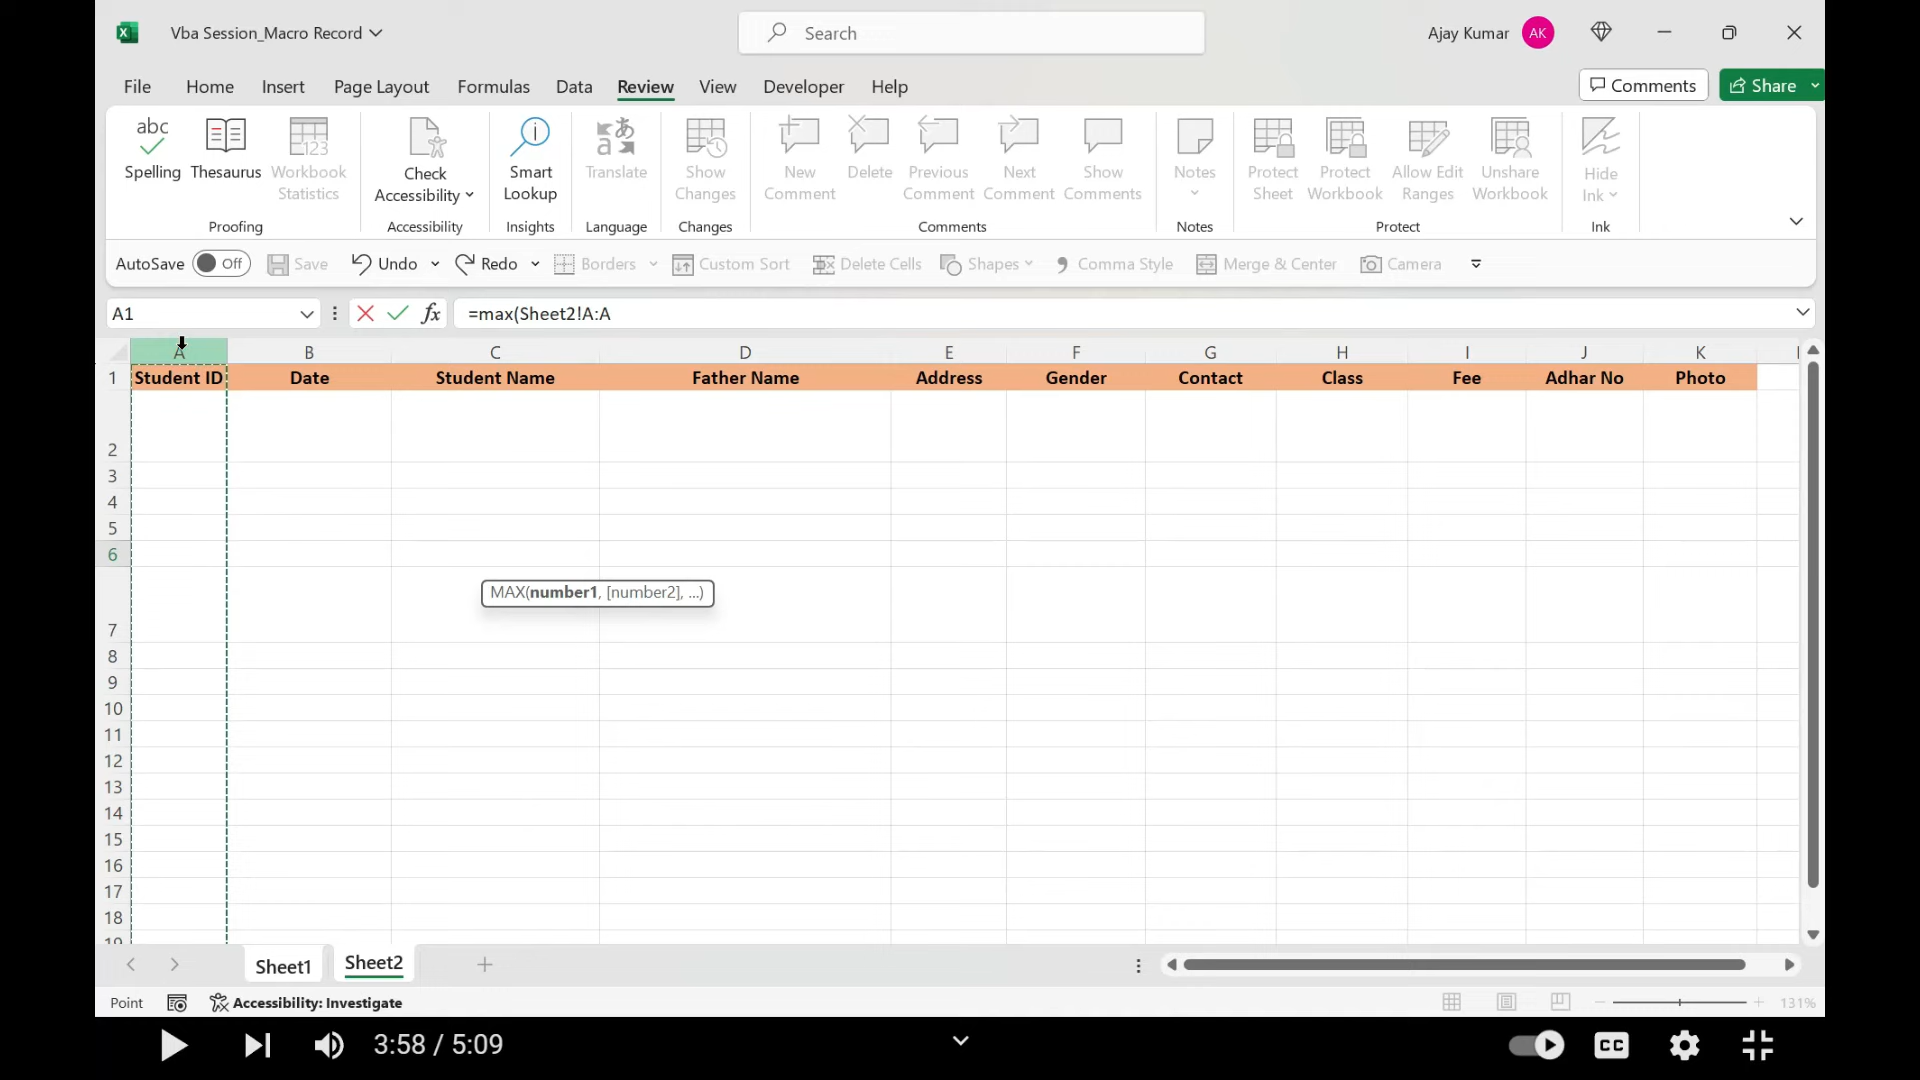 Vba Session_Macro Record
Search
Ajay Kumar
AK
File Home Insert Page Layout Formulas Data Review View Developer Help
Comments
Share
abc
Spelling
Thesaurus
123
Workbook Statistics
Proofing
Check Accessibility
Accessibility
Smart Lookup
Insights
Translate
Language
Show Changes
Changes
New Comment
Delete
Previous Comment
Next Comment
Show Comments
Comments
Notes
Notes
Protect Sheet
Protect Workbook
Allow Edit Ranges
Unshare Workbook
Protect
Hide Ink
Ink
AutoSave Off Save Undo Redo Borders Custom Sort Delete Cells Shapes Comma Style Merge & Center Camera
A1 fx =max(Sheet2!A:A
A B C D E F G H I J K
1 Student ID Date Student Name Father Name Address Gender Contact Class Fee Adhar No Photo
2
3
4
5
6
MAX(number1, [number2], ...)
7
8
9
10
11
12
13
14
15
16
17
18
19
Sheet1 Sheet2
Point Accessibility: Investigate 131%
3:58 / 5:09
CC